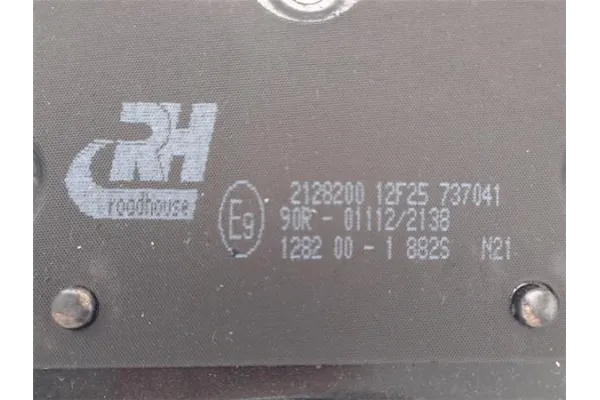 RH
roadhouse
2128200 12F25 737041
E9
90R - 01112/2138
1282 00 - 1 882S N21